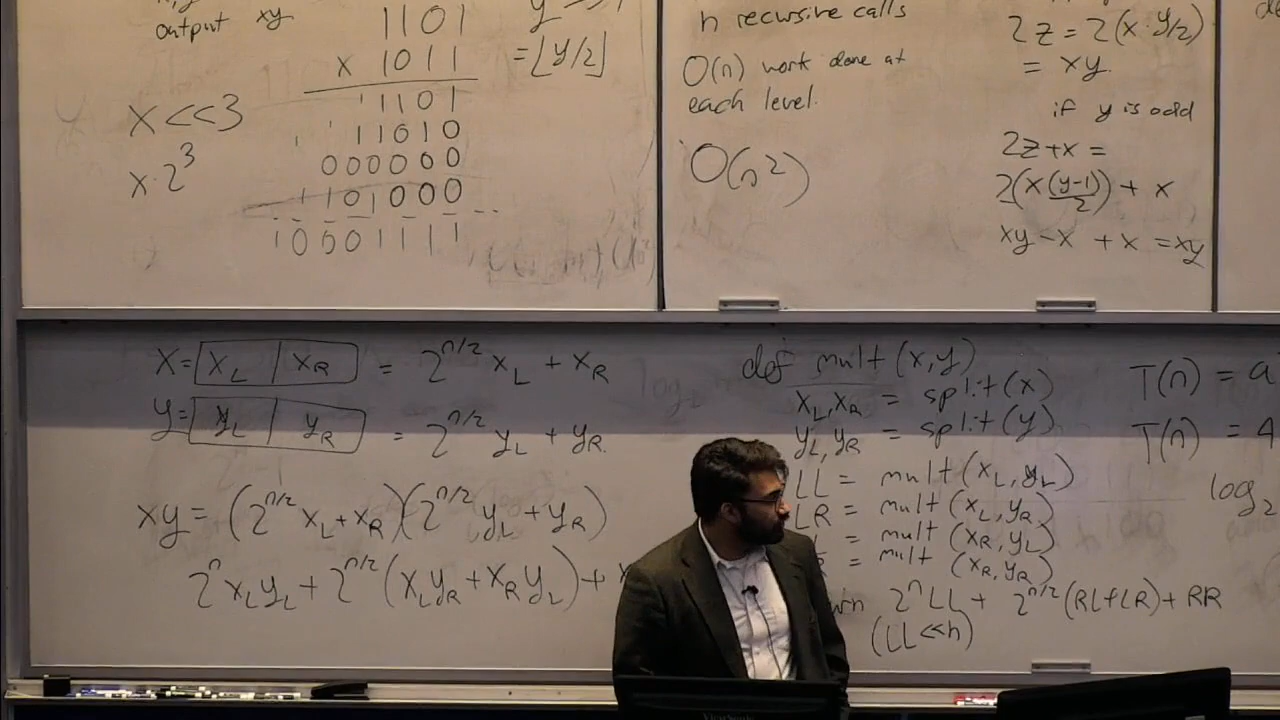 output xy
1101
x 1011
1101
11010
000000
1101000
10001111
x<<3
x·2^3
=⌊y/2⌋
n recursive calls
O(n) work done at
each level.
O(n^2)
2z = 2(x·y/2)
= xy.
if y is odd
2z+x =
2(x(y-1)/2) + x
xy-x + x = xy
x= x_L | x_R = 2^{n/2} x_L + x_R
y= y_L | y_R = 2^{n/2} y_L + y_R.
xy = (2^{n/2} x_L + x_R)(2^{n/2} y_L + y_R)
2^n x_L y_L + 2^{n/2}(x_L y_R + x_R y_L) +
def mult(x,y)
x_L, x_R = split(x)
y_L, y_R = split(y)
LL = mult(x_L, y_L)
LR = mult(x_L, y_R)
= mult(x_R, y_L)
= mult(x_R, y_R)
2^n LL + 2^{n/2}(RL+LR) + RR
(LL<<n)
T(n) = a
T(n) = 4
log_2